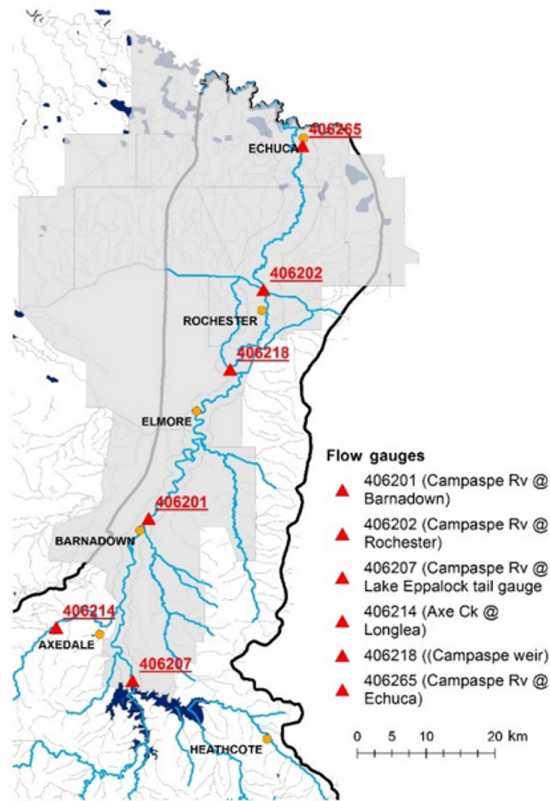 406265
ECHUCA
406202
ROCHESTER
406218
ELMORE
406201
BARNADOWN
406214
AXEDALE
406207
HEATHCOTE
Flow gauges
406201 (Campaspe Rv @
Barnadown)
406202 (Campaspe Rv @
Rochester)
406207 (Campaspe Rv @
Lake Eppalock tail gauge
406214 (Axe Ck @
Longlea)
406218 ((Campaspe weir)
406265 (Campaspe Rv @
Echuca)
0 5 10 20 km